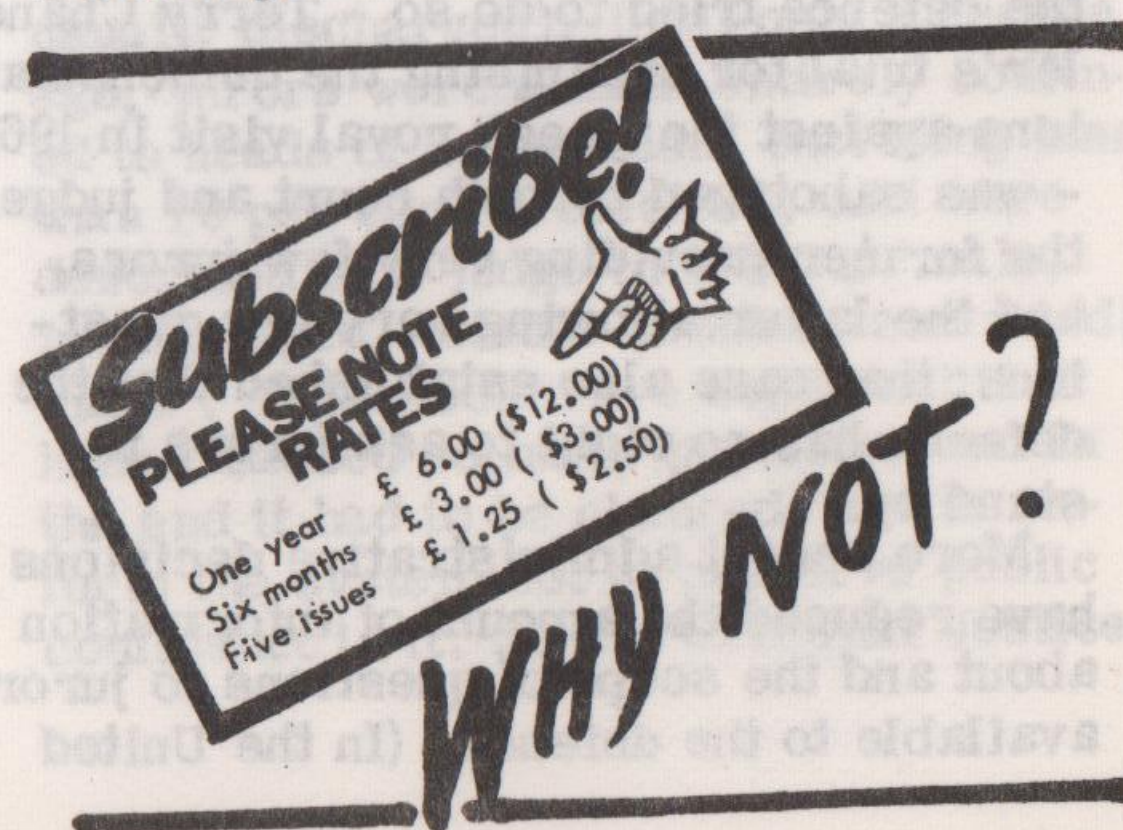 Subscribe!
PLEASE NOTE
RATES
One year £ 6.00 ($12.00)
Six months £ 3.00 ( $3.00)
Five issues £ 1.25 ( $2.50)
WHY NOT?